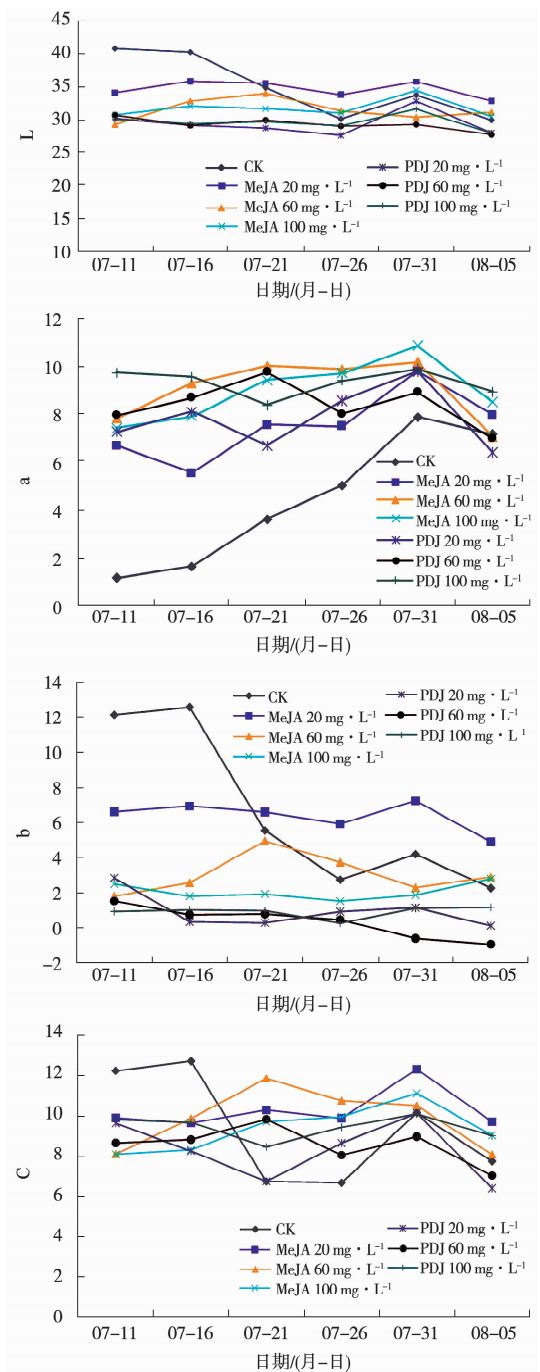 45
40
35
30
25
20
15
10
L
CK
MeJA 20 mg·L⁻¹
McJA 60 mg·L⁻¹
MeJA 100 mg·L⁻¹
PDJ 20 mg·L⁻¹
PDJ 60 mg·L⁻¹
PDJ 100 mg·L⁻¹
07-11 07-16 07-21 07-26 07-31 08-05
日期/(月-日)
12
10
8
6
4
2
0
a
CK
MeJA 20 mg·L⁻¹
MeJA 60 mg·L⁻¹
MeJA 100 mg·L⁻¹
PDJ 20 mg·L⁻¹
PDJ 60 mg·L⁻¹
PDJ 100 mg·L⁻¹
07-11 07-16 07-21 07-26 07-31 08-05
日期/(月-日)
14
12
10
8
6
4
2
0
-2
b
CK
MeJA 20 mg·L⁻¹
MeJA 60 mg·L⁻¹
MeJA 100 mg·L⁻¹
PDJ 20 mg·L⁻¹
PDJ 60 mg·L⁻¹
PDJ 100 mg·L⁻¹
07-11 07-16 07-21 07-26 07-31 08-05
日期/(月-日)
14
12
10
8
6
4
2
0
C
CK
MeJA 20 mg·L⁻¹
MeJA 60 mg·L⁻¹
MeJA 100 mg·L⁻¹
PDJ 20 mg·L⁻¹
PDJ 60 mg·L⁻¹
PDJ 100 mg·L⁻¹
07-11 07-16 07-21 07-26 07-31 08-05
日期/(月-日)